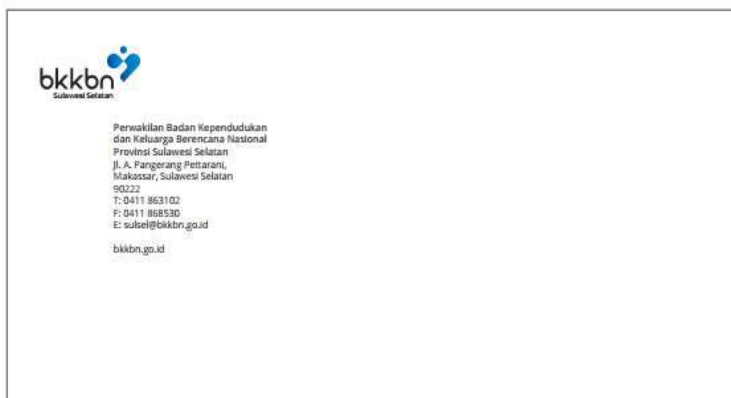 bkkbn
Sulawesi Selatan
Perwakilan Badan Kependudukan
dan Keluarga Berencana Nasional
Provinsi Sulawesi Selatan
Jl. A. Pangerang Pettarani,
Makassar, Sulawesi Selatan
90222
T: 0411 863102
F: 0411 868530
E: sulsel@bkkbn.go.id
bkkbn.go.id